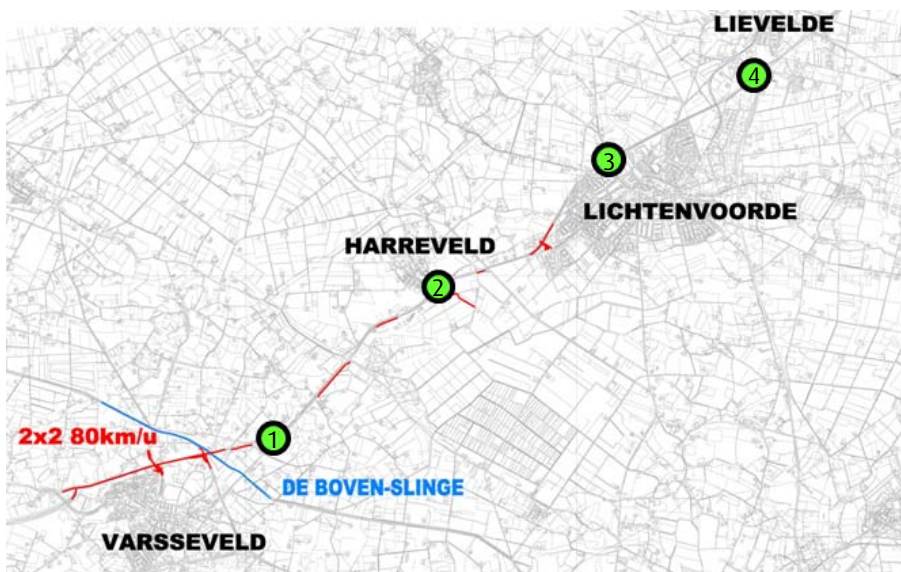 LIEVELDE
4
3
LICHTENVOORDE
HARREVELD
2
1
2x2 80km/u
DE BOVEN-SLINGE
VARSSEVELD